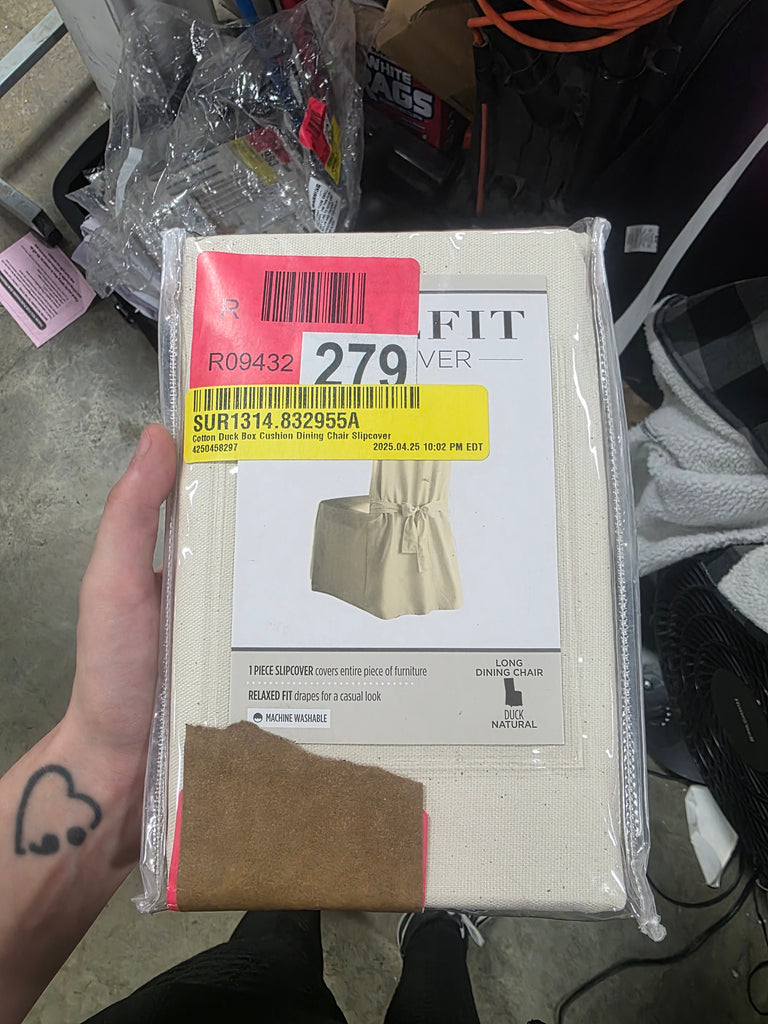 WHITE
RAGS
R
FIT
R09432
279
VER
SUR1314.832955A
Cotton Duck Box Cushion Dining Chair Slipcover
4250458297
2025.04.25 10:02 PM EDT
1 PIECE SLIPCOVER covers entire piece of furniture
RELAXED FIT drapes for a casual look
MACHINE WASHABLE
LONG
DINING CHAIR
DUCK
NATURAL